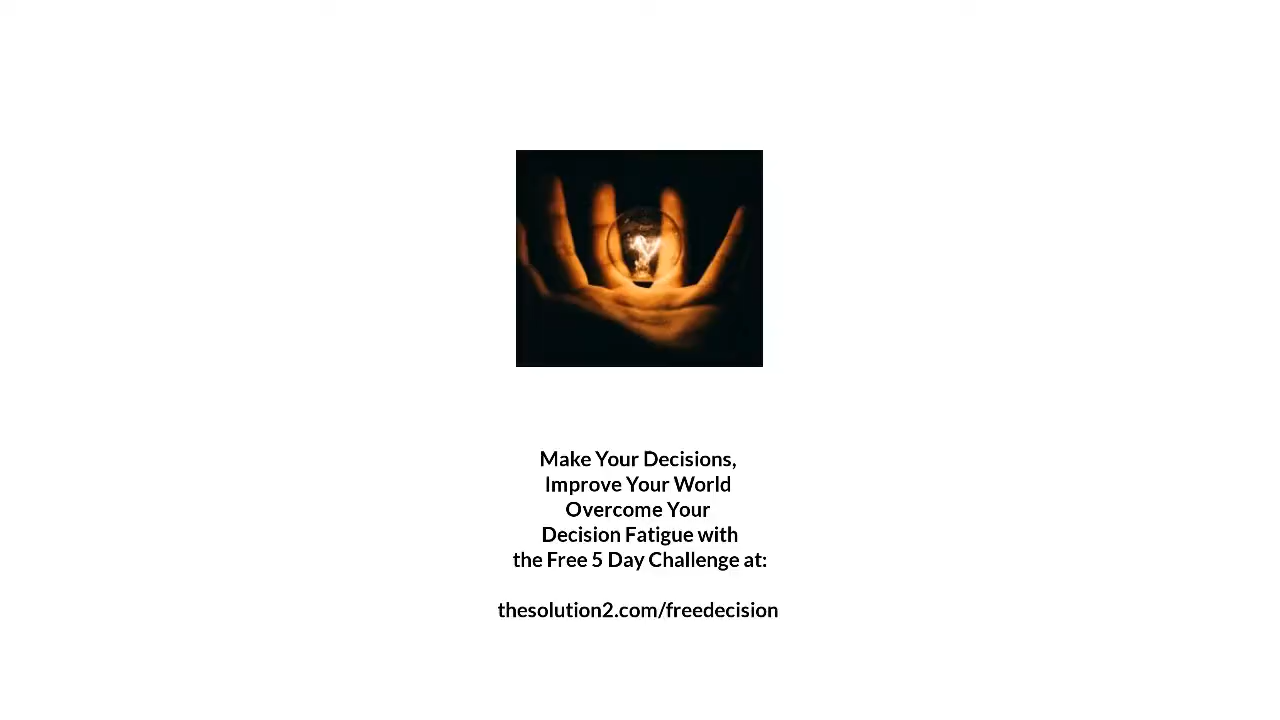 Make Your Decisions,
Improve Your World
Overcome Your
Decision Fatigue with
the Free 5 Day Challenge at:
thesolution2.com/freedecision